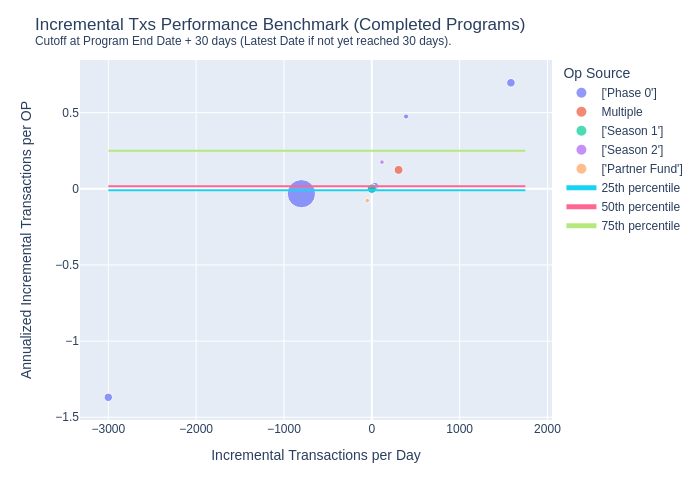 Incremental Txs Performance Benchmark (Completed Programs)
Cutoff at Program End Date + 30 days (Latest Date if not yet reached 30 days).
Annualized Incremental Transactions per OP
0.5
0
−0.5
−1
−1.5
−3000
−2000
−1000
0
1000
2000
Incremental Transactions per Day
Op Source
['Phase 0']
Multiple
['Season 1']
['Season 2']
['Partner Fund']
25th percentile
50th percentile
75th percentile